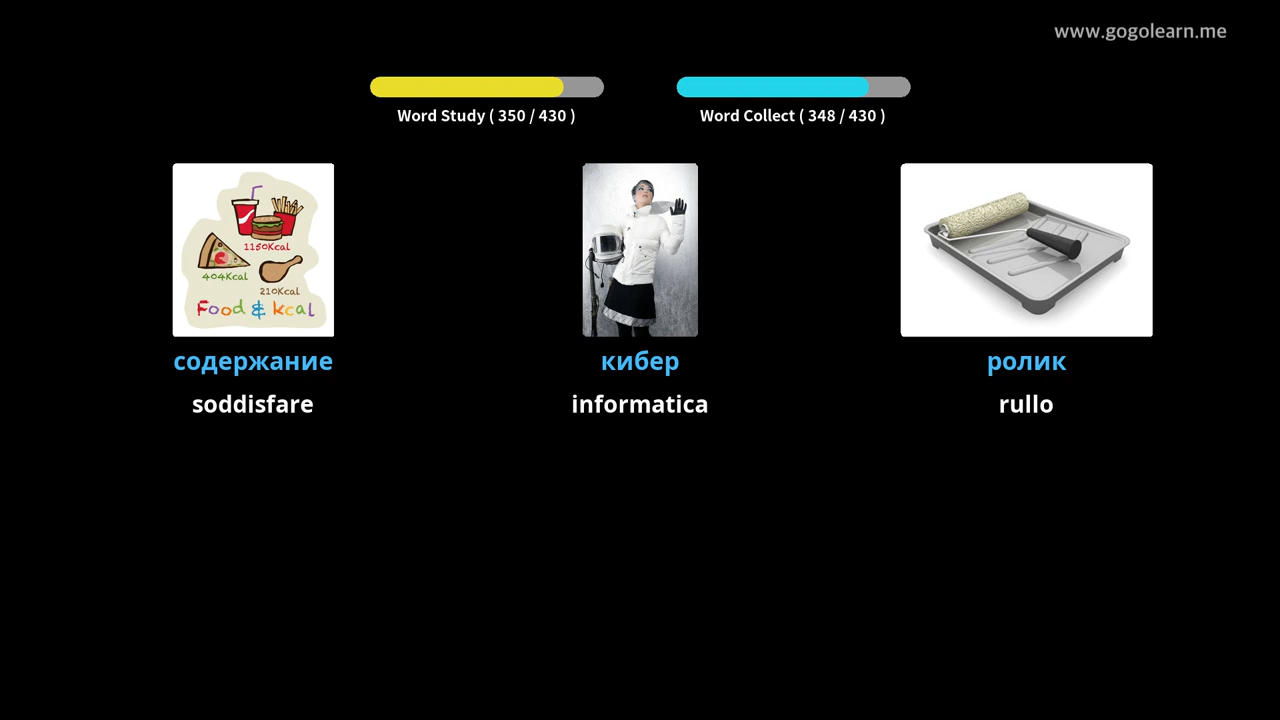 www.gogolearn.me
Word Study ( 350 / 430 )
Word Collect ( 348 / 430 )
1150Kcal
404Kcal
210Kcal
Food & kcal
содержание
кибер
ролик
soddisfare
informatica
rullo